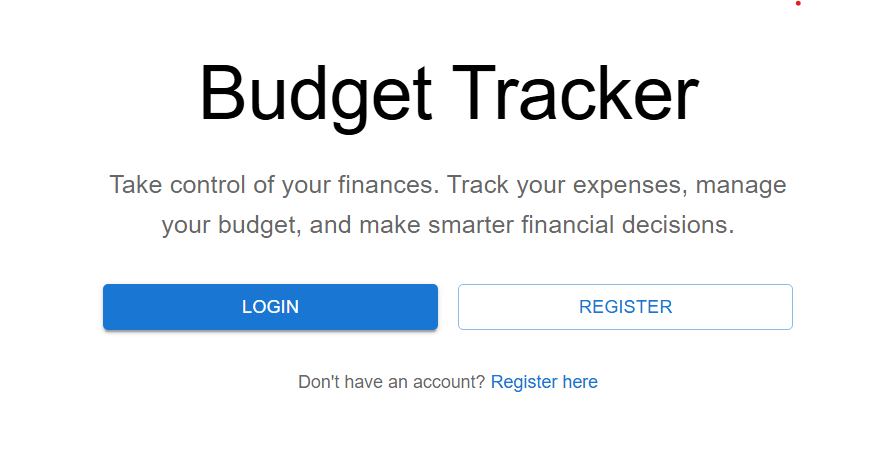 Budget Tracker
Take control of your finances. Track your expenses, manage
your budget, and make smarter financial decisions.
LOGIN
REGISTER
Don't have an account? Register here